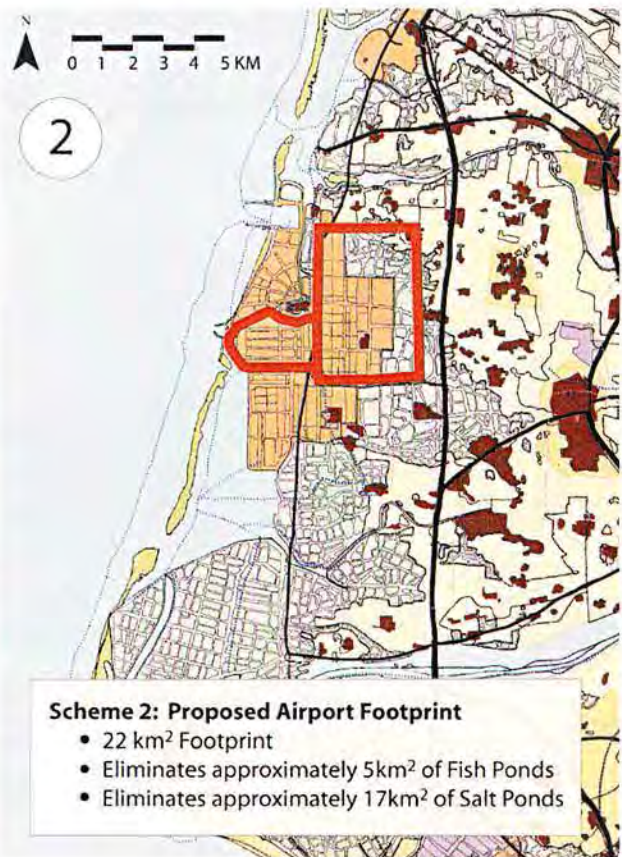 N
0 1 2 3 4 5 KM
2
Scheme 2: Proposed Airport Footprint
• 22 km² Footprint
• Eliminates approximately 5km² of Fish Ponds
• Eliminates approximately 17km² of Salt Ponds